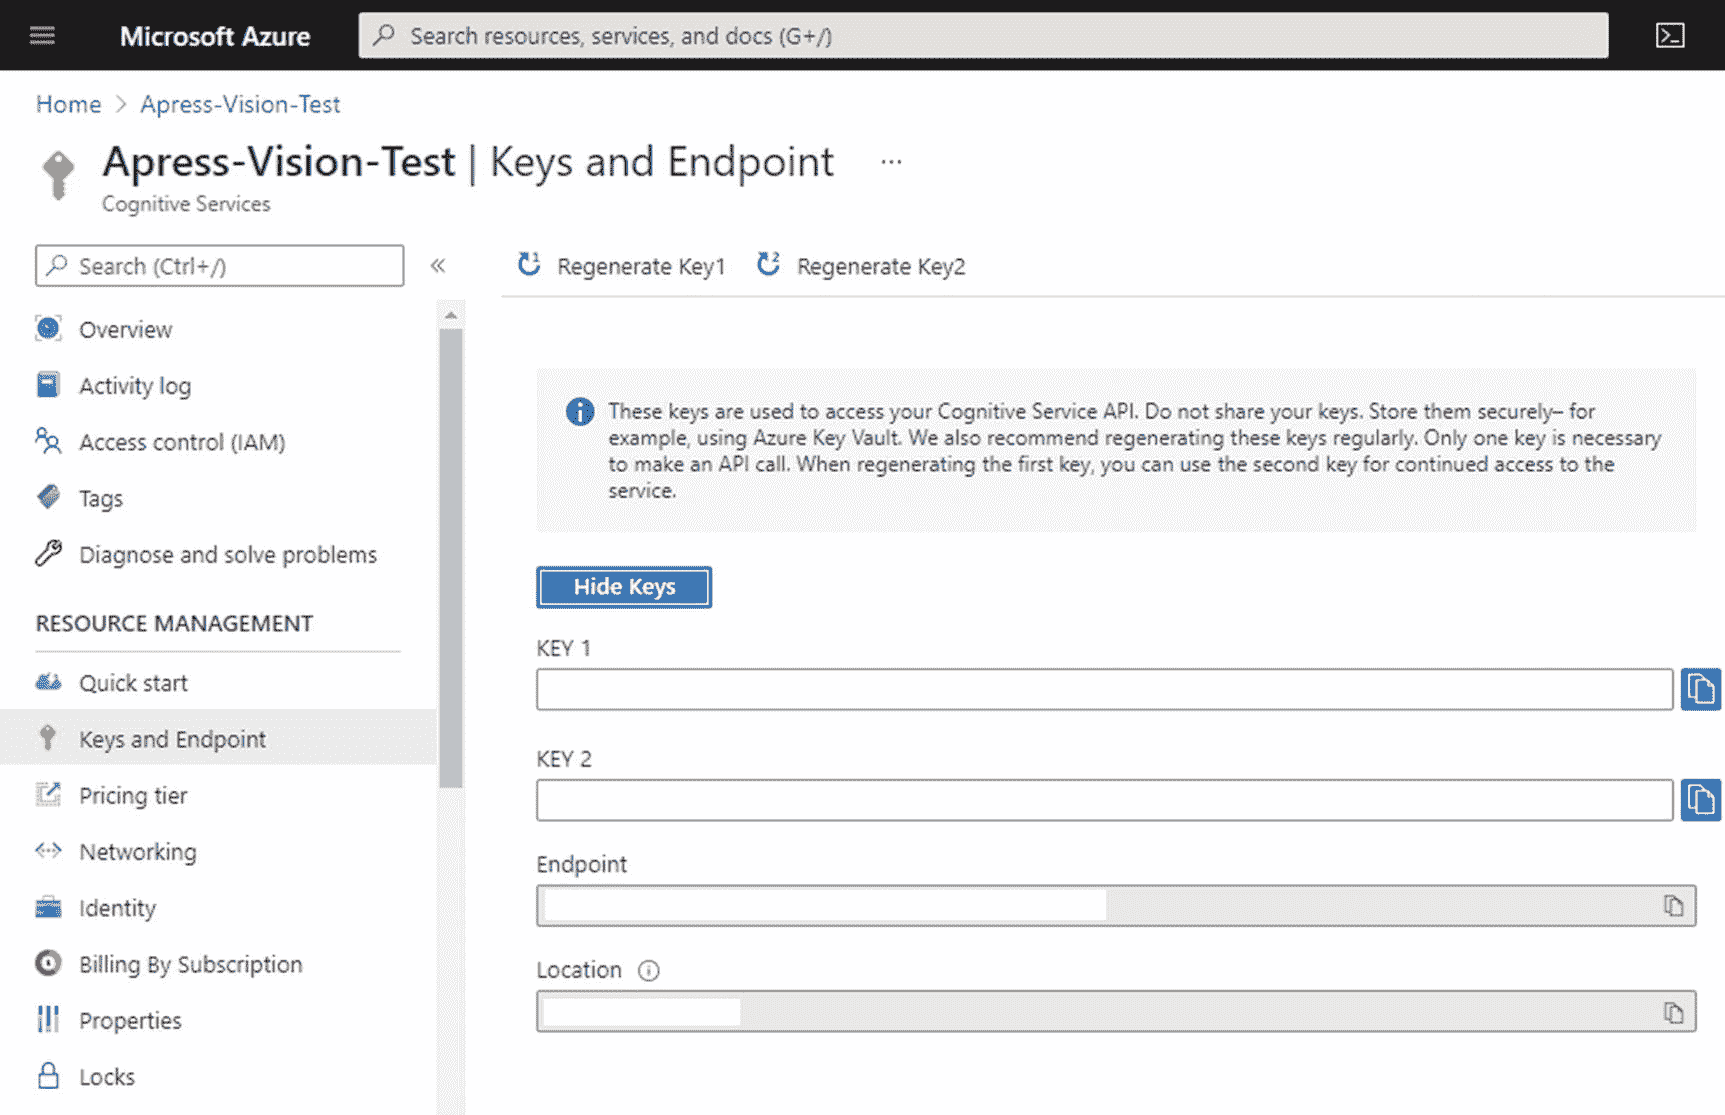 Microsoft Azure
Search resources, services, and docs (G+/)
Home > Apress-Vision-Test
Apress-Vision-Test | Keys and Endpoint ...
Cognitive Services
Search (Ctrl+/)
«
Overview
Activity log
Access control (IAM)
Tags
Diagnose and solve problems
RESOURCE MANAGEMENT
Quick start
Keys and Endpoint
Pricing tier
Networking
Identity
Billing By Subscription
Properties
Locks
1 Regenerate Key1
2 Regenerate Key2
These keys are used to access your Cognitive Service API. Do not share your keys. Store them securely– for
example, using Azure Key Vault. We also recommend regenerating these keys regularly. Only one key is necessary
to make an API call. When regenerating the first key, you can use the second key for continued access to the
service.
Hide Keys
KEY 1
KEY 2
Endpoint
Location